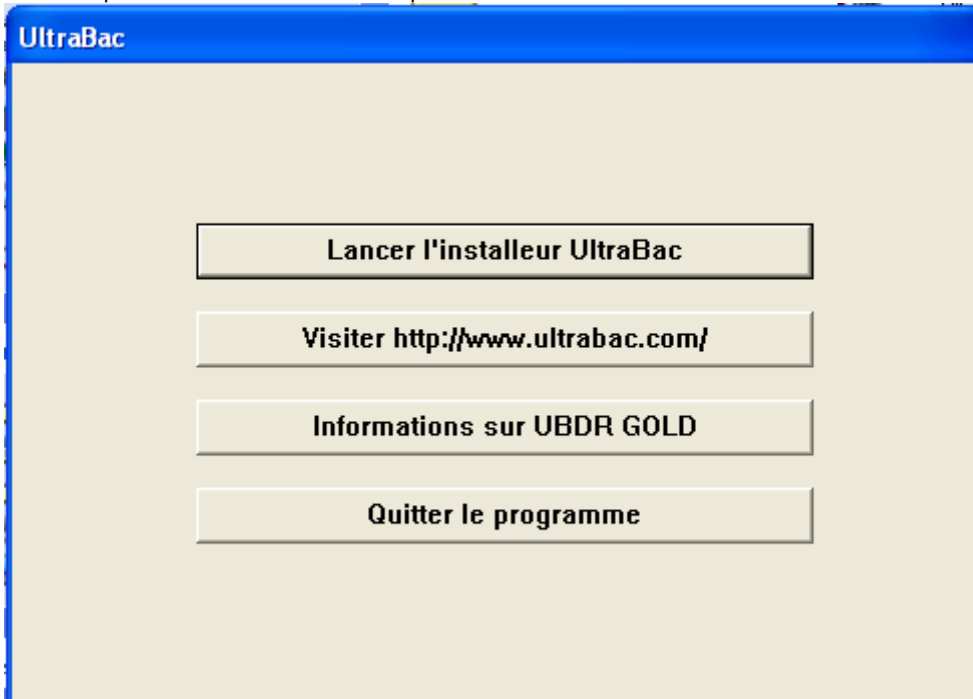 UltraBac
Lancer l'installeur UltraBac
Visiter http://www.ultrabac.com/
Informations sur UBDR GOLD
Quitter le programme